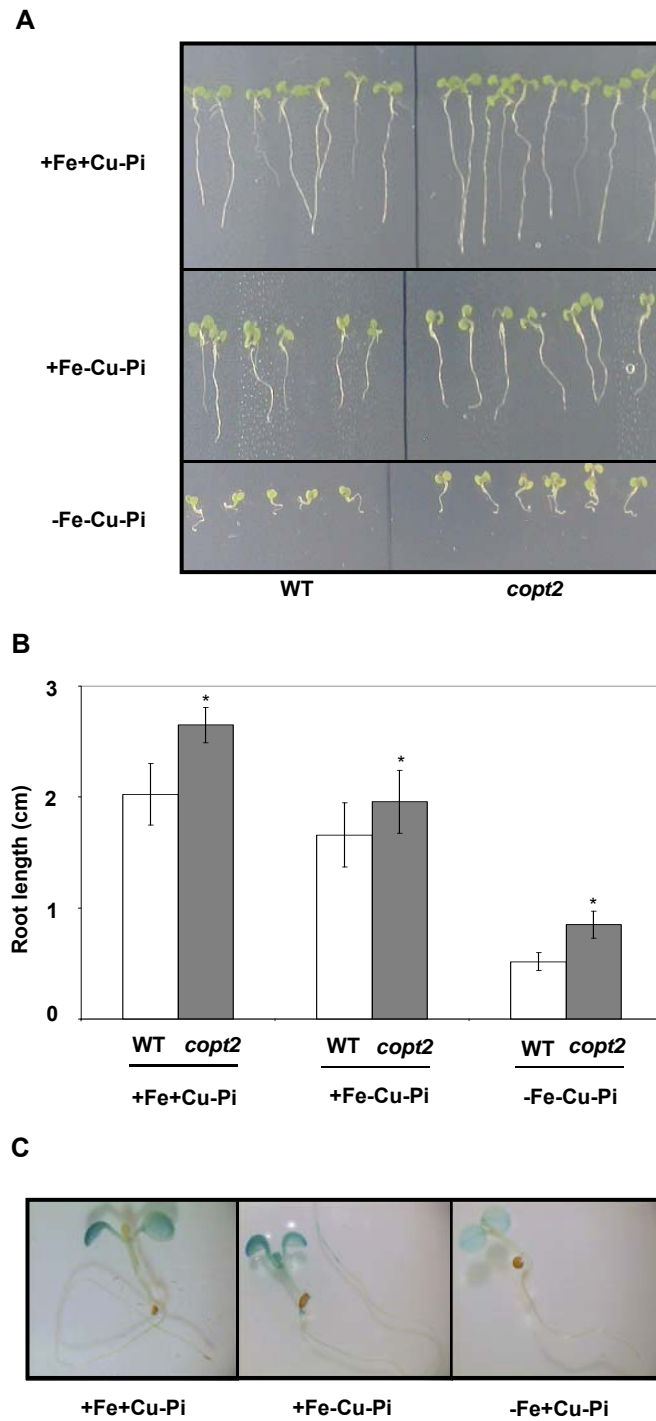 A
+Fe+Cu-Pi
+Fe-Cu-Pi
-Fe-Cu-Pi
WT copt2
B
Root length (cm)
3
2
1
0
* * *
WT copt2 WT copt2 WT copt2
+Fe+Cu-Pi +Fe-Cu-Pi -Fe-Cu-Pi
C
+Fe+Cu-Pi +Fe-Cu-Pi -Fe+Cu-Pi